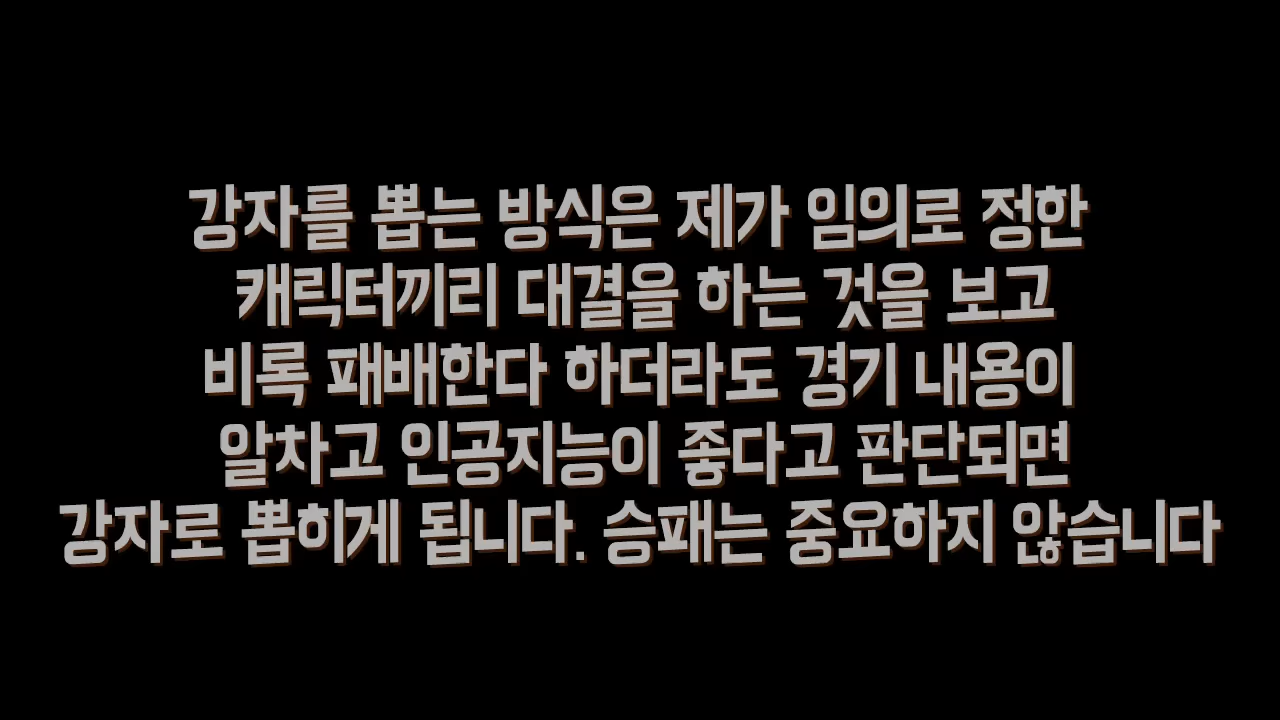 강자를 뽑는 방식은 제가 임의로 정한
캐릭터끼리 대결을 하는 것을 보고
비록 패배한다 하더라도 경기 내용이
알차고 인공지능이 좋다고 판단되면
강자로 뽑히게 됩니다. 승패는 중요하지 않습니다